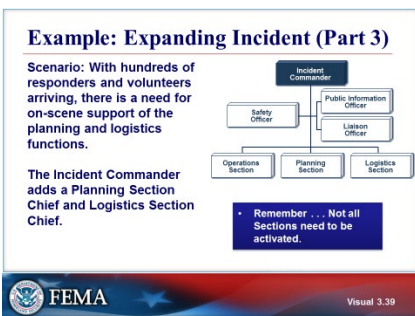 Example: Expanding Incident (Part 3)
Scenario: With hundreds of
responders and volunteers
arriving, there is a need for
on-scene support of the
planning and logistics
functions.
The Incident Commander
adds a Planning Section
Chief and Logistics Section
Chief.
Incident
Commander
Safety
Officer
Public Information
Officer
Liaison
Officer
Operations
Section
Planning
Section
Logistics
Section
• Remember . . . Not all
Sections need to be
activated.
FEMA
Visual 3.39